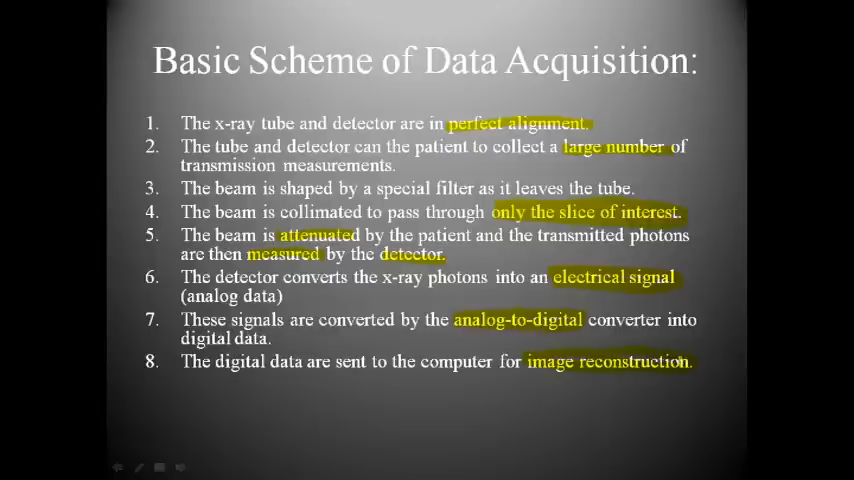 Basic Scheme of Data Acquisition:
1. The x-ray tube and detector are in perfect alignment.
2. The tube and detector can the patient to collect a large number of
transmission measurements.
3. The beam is shaped by a special filter as it leaves the tube.
4. The beam is collimated to pass through only the slice of interest.
5. The beam is attenuated by the patient and the transmitted photons
are then measured by the detector.
6. The detector converts the x-ray photons into an electrical signal
(analog data)
7. These signals are converted by the analog-to-digital converter into
digital data.
8. The digital data are sent to the computer for image reconstruction.